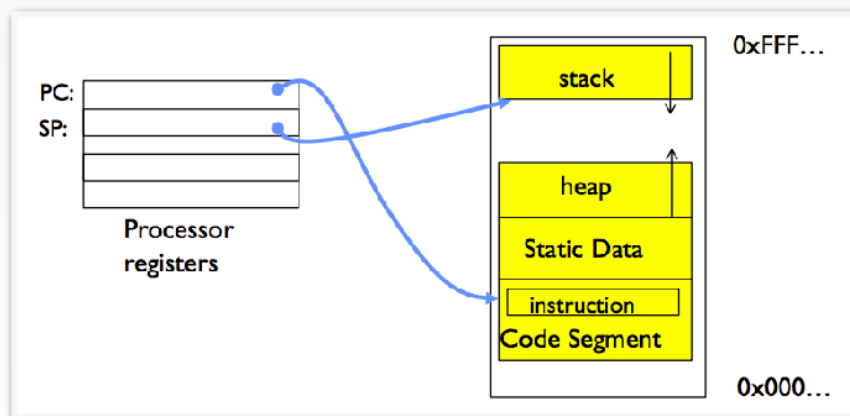 0xFFF...
stack
PC:
SP:
heap
Processor
registers
Static Data
instruction
Code Segment
0x000...